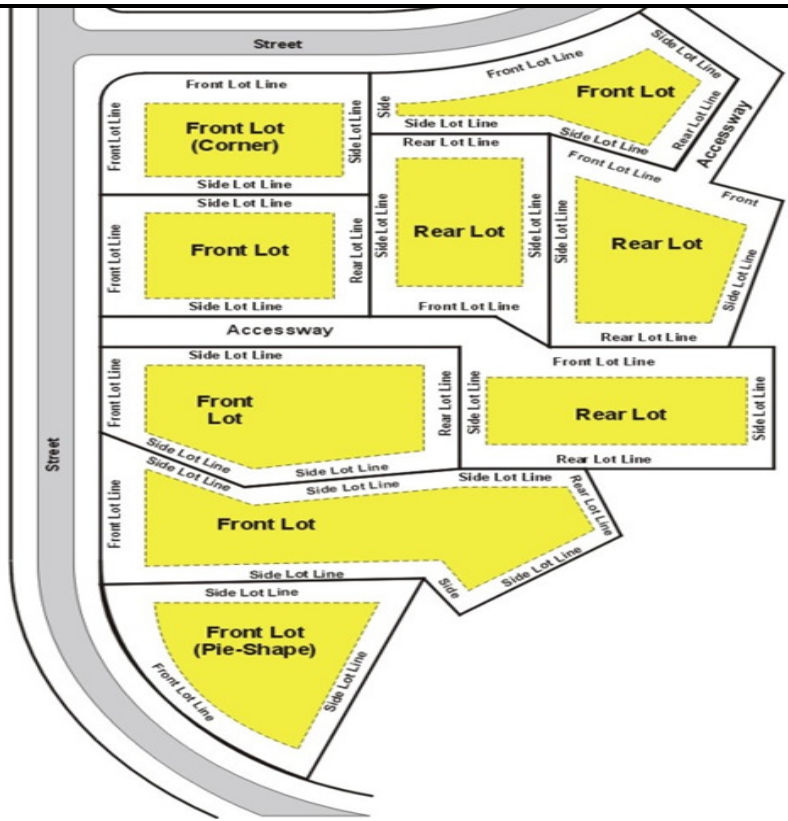 Street
Front Lot Line
Front Lot Line
Front Lot
(Corner)
Side Lot Line
Side Lot Line
Front Lot Line
Side Lot Line
Side
Front Lot
Side Lot Line
Side Lot Line
Rear Lot Line
Accessway
Side Lot Line
Front Lot Line
Front Lot
Rear Lot Line
Side Lot Line
Rear Lot Line
Side Lot Line
Rear Lot
Side Lot Line
Front Lot Line
Front Lot Line
Front
Side Lot Line
Rear Lot
Side Lot Line
Rear Lot Line
Accessway
Side Lot Line
Front Lot Line
Front
Lot
Rear Lot Line
Side Lot Line
Side Lot Line
Front Lot Line
Side Lot Line
Rear Lot
Side Lot Line
Rear Lot Line
Street
Side Lot Line
Side Lot Line
Side Lot Line
Front Lot Line
Front Lot
Rear Lot Line
Side Lot Line
Side
Side Lot Line
Side Lot Line
Front Lot
(Pie-Shape)
Front Lot Line
Side Lot Line